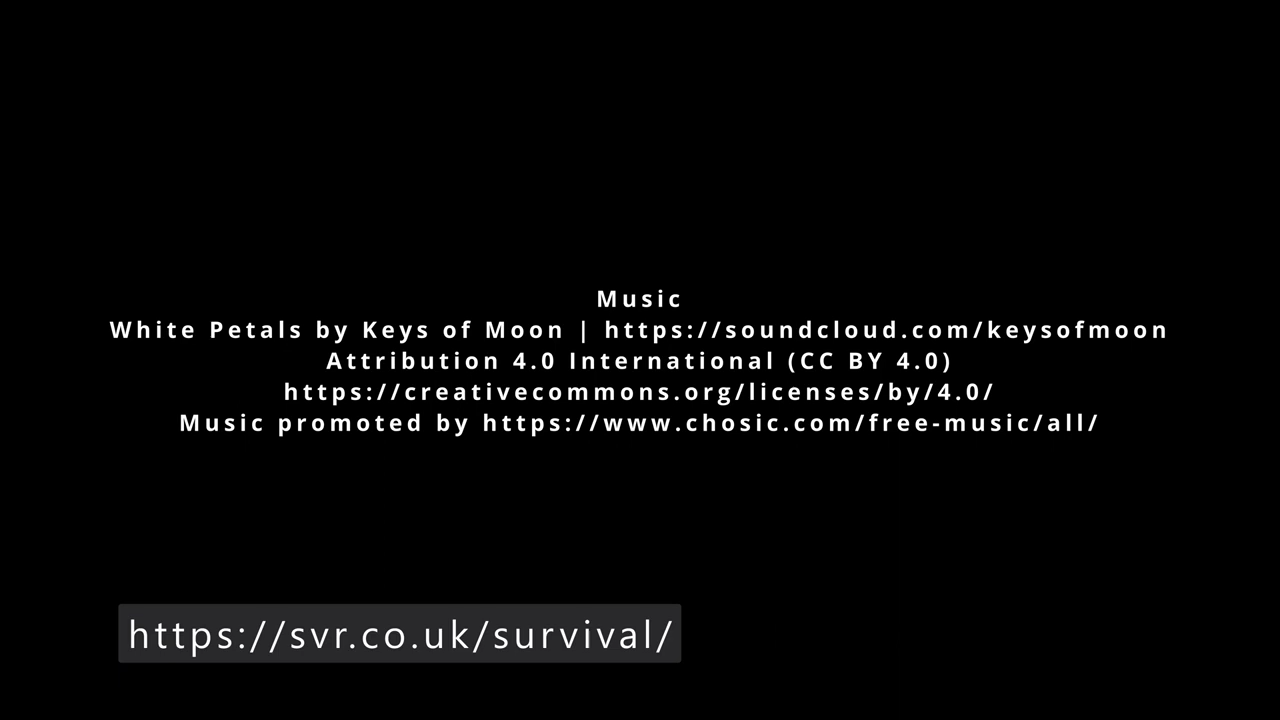 Music
White Petals by Keys of Moon | https://soundcloud.com/keysofmoon
Attribution 4.0 International (CC BY 4.0)
https://creativecommons.org/licenses/by/4.0/
Music promoted by https://www.chosic.com/free-music/all/
https://svr.co.uk/survival/